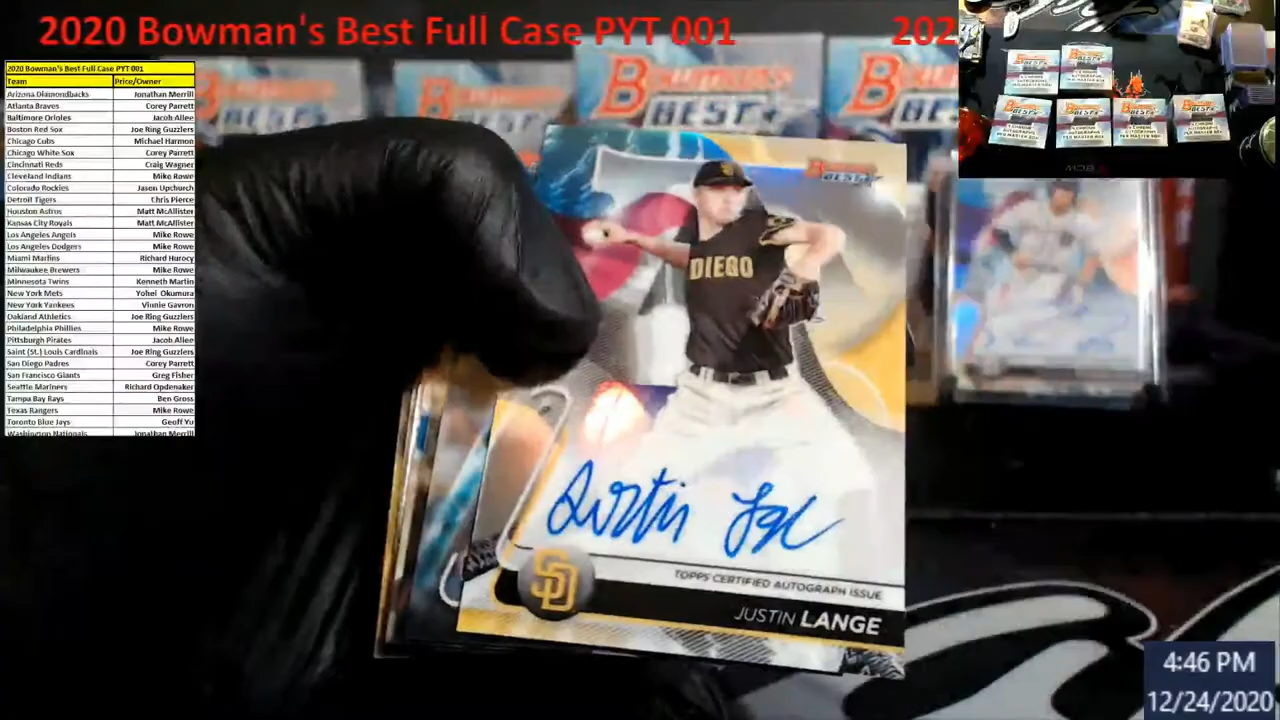 2020 Bowman's Best Full Case PYT 001
202
2020 Bowman's Best Full Case PYT 001
Team Price/Owner
Arizona Diamondbacks Jonathan Merrill
Atlanta Braves Corey Parrett
Baltimore Orioles Jacob Allee
Boston Red Sox Joe Ring Guzzlers
Chicago Cubs Michael Harmon
Chicago White Sox Corey Parrett
Cincinnati Reds Craig Wagner
Cleveland Indians Mike Rowe
Colorado Rockies Jason Upchurch
Detroit Tigers Chris Pierce
Houston Astros Matt McAllister
Kansas City Royals Matt McAllister
Los Angeles Angels Mike Rowe
Los Angeles Dodgers Mike Rowe
Miami Marlins Richard Hurocy
Milwaukee Brewers Mike Rowe
Minnesota Twins Kenneth Martin
New York Mets Yohei Okumura
New York Yankees Vinnie Gavron
Oakland Athletics Joe Ring Guzzlers
Philadelphia Phillies Mike Rowe
Pittsburgh Pirates Jacob Allee
Saint (St.) Louis Cardinals Joe Ring Guzzlers
San Diego Padres Corey Parrett
San Francisco Giants Greg Fisher
Seattle Mariners Richard Opdenaker
Tampa Bay Rays Ben Gross
Texas Rangers Mike Rowe
Toronto Blue Jays Geoff Yu
Washington Nationals Jonathan Merrill
BEST
BES
BEST
DIEGO
SD
TOPPS CERTIFIED AUTOGRAPH ISSUE
JUSTIN LANGE
4:46 PM
12/24/2020